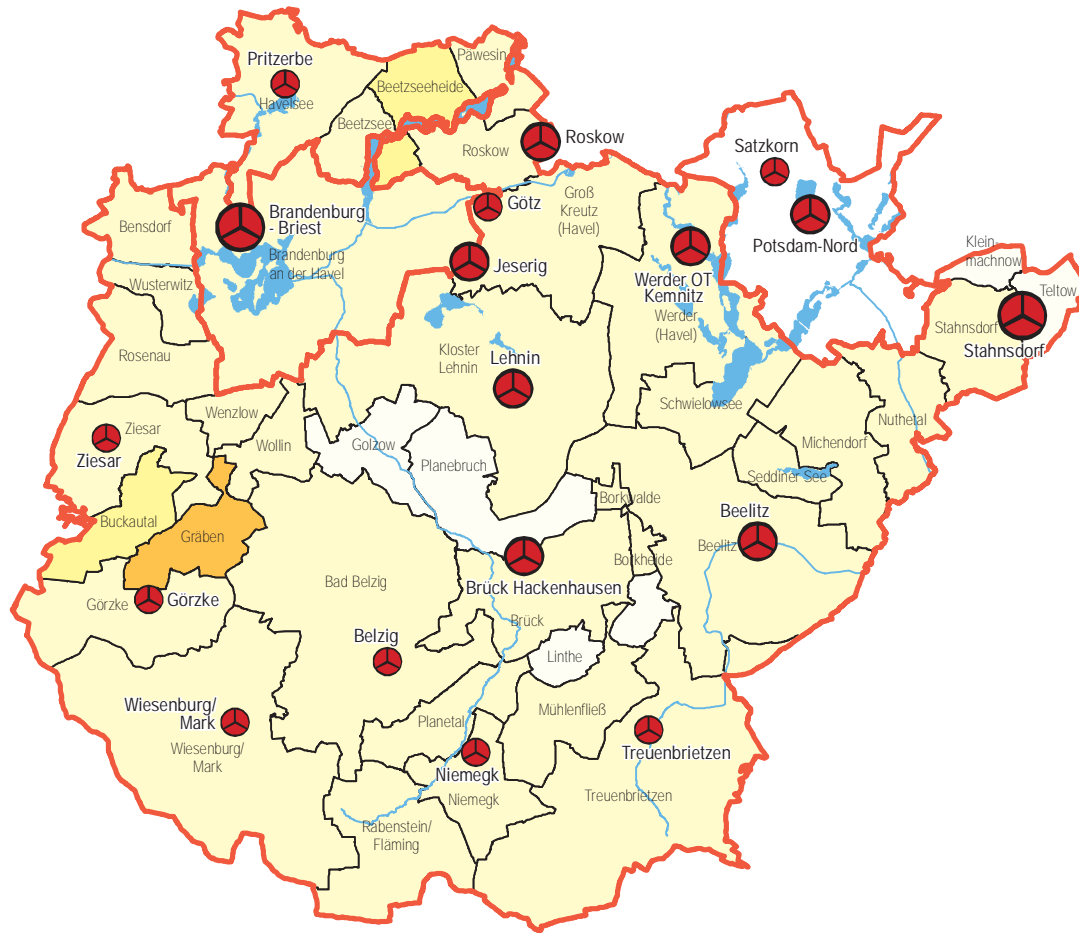 Pritzerbe
Havelsee
Päwesin
Beetzseeheide
Beetzsee
Roskow
Roskow
Satzkorn
Potsdam-Nord
Brandenburg
- Briest
Brandenburg
an der Havel
Bensdorf
Wusterwitz
Götz
Groß
Kreutz
(Havel)
Jeserig
Werder OT
Kemnitz
Werder
(Havel)
Klein-
machnow
Teltow
Stahnsdorf
Stahnsdorf
Rosenau
Kloster
Lehnin
Lehnin
Schwielowsee
Nuthetal
Michendorf
Seddiner See
Wenzlow
Ziesar
Ziesar
Wollin
Golzow
Planebruch
Buckautal
Gräben
Borkwalde
Beelitz
Beelitz
Borkheide
Brück Hackenhausen
Brück
Bad Belzig
Görzke
Görzke
Belzig
Linthe
Wiesenburg/
Mark
Wiesenburg/
Mark
Planetal
Mühlenfließ
Treuenbrietzen
Treuenbrietzen
Niemegk
Niemegk
Rabenstein/
Fläming